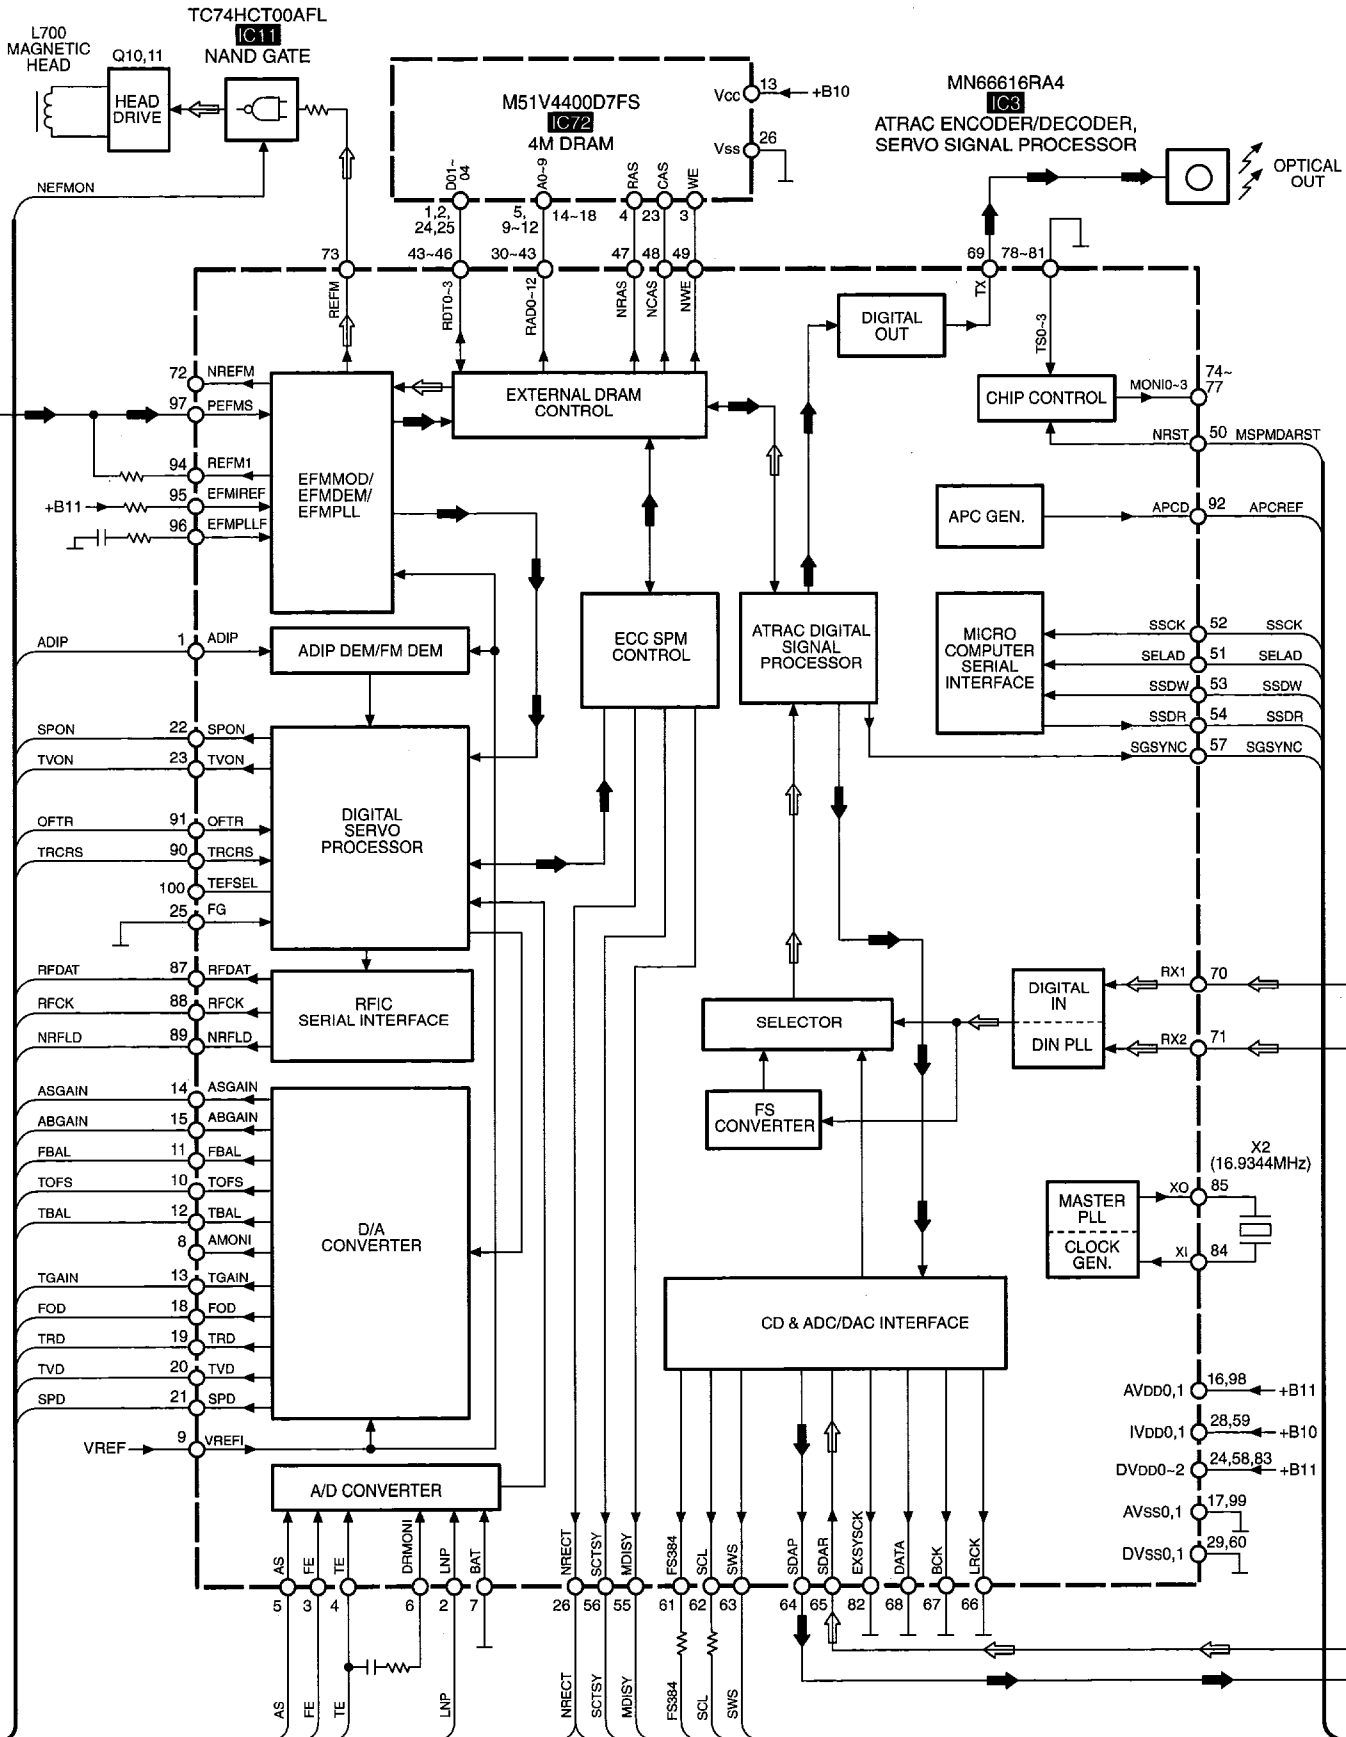 TC74HCT00AFL
IC11
NAND GATE
L700
MAGNETIC
HEAD
Q10,11
HEAD
DRIVE
NEFMON
M51V4400D7FS
IC72
4M DRAM
Vcc
13
+B10
Vss
26
D01~
04
A0~9
RAS
CAS
WE
1,2,
24,25
5,
9~12
14~18
4
23
3
MN66616RA4
IC3
ATRAC ENCODER/DECODER,
SERVO SIGNAL PROCESSOR
OPTICAL
OUT
73
43~46
30~43
47
48
49
69
78~81
REFM
RDT0~3
RAD0~12
NRAS
NCAS
NWE
TX
TS0~3
DIGITAL
OUT
72
NREFM
97
PEFMS
94
REFM1
+B11
95
EFMIREF
96
EFMPLLF
EFMMOD/
EFMDEM/
EFMPLL
EXTERNAL DRAM
CONTROL
CHIP CONTROL
MONI0~3
74~
77
NRST
50
MSPMDARST
APC GEN.
APCD
92
APCREF
ADIP
1
ADIP
ADIP DEM/FM DEM
ECC SPM
CONTROL
ATRAC DIGITAL
SIGNAL
PROCESSOR
MICRO
COMPUTER
SERIAL
INTERFACE
SSCK
52
SSCK
SELAD
51
SELAD
SSDW
53
SSDW
SSDR
54
SSDR
SGSYNC
57
SGSYNC
SPON
22
SPON
TVON
23
TVON
OFTR
91
OFTR
TRCRS
90
TRCRS
100
TEFSEL
25
FG
DIGITAL
SERVO
PROCESSOR
RFDAT
87
RFDAT
RFCK
88
RFCK
NRFLD
89
NRFLD
RFIC
SERIAL INTERFACE
SELECTOR
FS
CONVERTER
DIGITAL
IN
DIN PLL
RX1
70
RX2
71
ASGAIN
14
ASGAIN
ABGAIN
15
ABGAIN
FBAL
11
FBAL
TOFS
10
TOFS
TBAL
12
TBAL
8
AMONI
TGAIN
13
TGAIN
FOD
18
FOD
TRD
19
TRD
TVD
20
TVD
SPD
21
SPD
VREF
9
VREFI
D/A
CONVERTER
X2
(16.9344MHz)
MASTER
PLL
CLOCK
GEN.
XO
85
XI
84
CD & ADC/DAC INTERFACE
AVDD0,1
16,98
+B11
IVDD0,1
28,59
+B10
DVDD0~2
24,58,83
+B11
AVSS0,1
17,99
DVSS0,1
29,60
A/D CONVERTER
AS
FE
TE
DRMONI
LNP
BAT
NRECT
SCTSY
MDISY
FS384
SCL
SWS
SDAP
SDAR
EXSYSCK
DATA
BCK
LRCK
5
3
4
6
2
7
26
56
55
61
62
63
64
65
82
68
67
66
AS
FE
TE
LNP
NRECT
SCTSY
MDISY
FS384
SCL
SWS